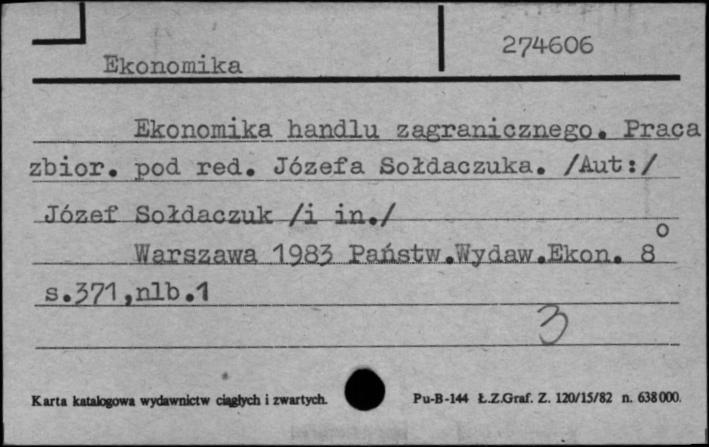 Ekonomika
274606
Ekonomika handlu zagranicznego. Praca
zbior. pod red. Józefa Sołdaczuka. /Aut:/
Józef Sołdaczuk /i in./
Warszawa 1983 Państw.Wydaw.Ekon. 8°
s.371,nlb.1
3
Karta katalogowa wydawnictw ciągłych i zwartych.
Pu-B-144 Ł.Z.Graf. Z. 120/15/82 n. 638000.